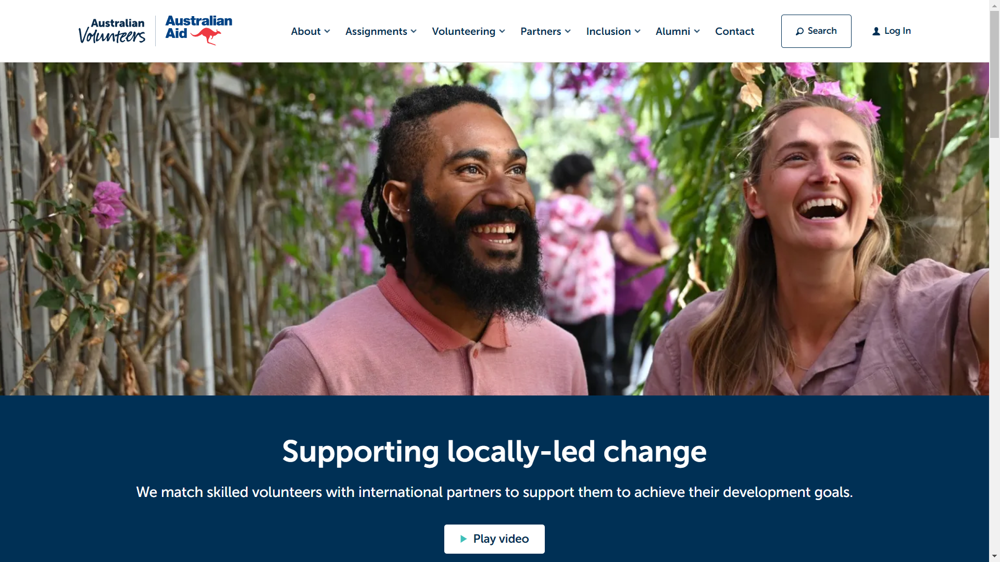 Australian
Volunteers
Australian
Aid
About
Assignments
Volunteering
Partners
Inclusion
Alumni
Contact
Search
Log In
Supporting locally-led change
We match skilled volunteers with international partners to support them to achieve their development goals.
Play video